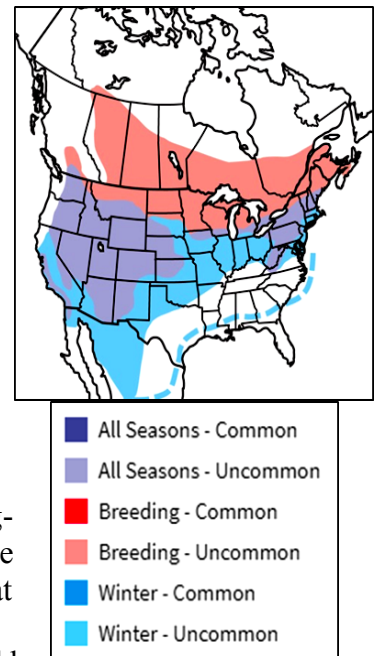 All Seasons - Common
All Seasons - Uncommon
Breeding - Common
Breeding - Uncommon
Winter - Common
Winter - Uncommon